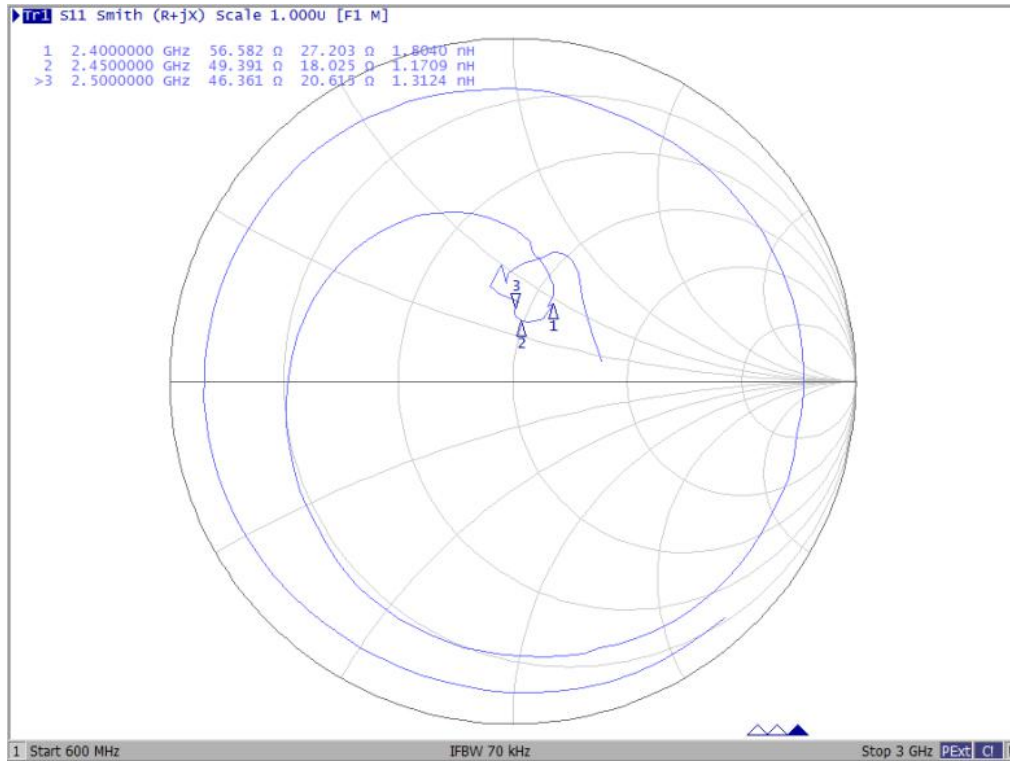 Tr1 S11 Smith (R+jX) Scale 1.000U [F1 M]
1 2.4000000 GHz 56.582 Ω 27.203 Ω 1.8040 nH
2 2.4500000 GHz 49.391 Ω 18.025 Ω 1.1709 nH
>3 2.5000000 GHz 46.361 Ω 20.615 Ω 1.3124 nH
3
1
2
1 Start 600 MHz IFBW 70 kHz Stop 3 GHz PExt C!